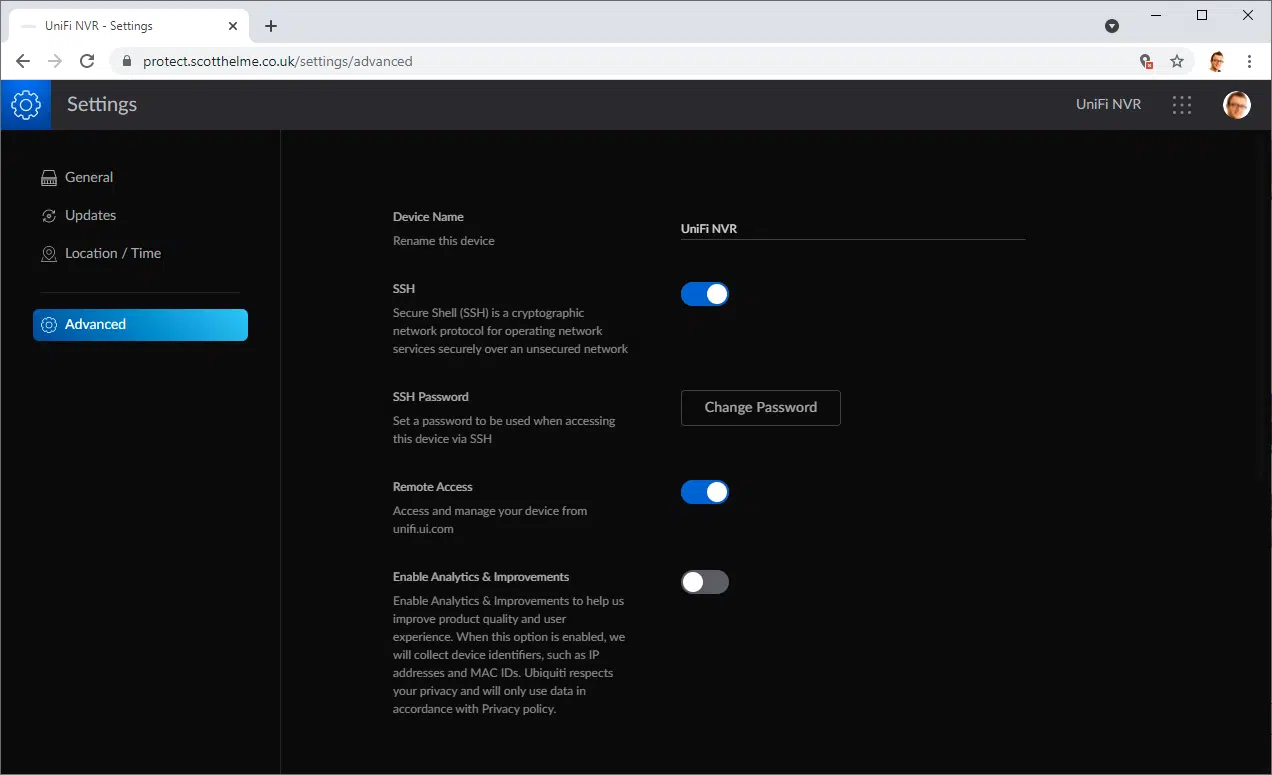 UniFi NVR - Settings
protect.scotthelme.co.uk/settings/advanced
Settings
UniFi NVR
General
Updates
Location / Time
Advanced
Device Name
Rename this device
UniFi NVR
SSH
Secure Shell (SSH) is a cryptographic
network protocol for operating network
services securely over an unsecured network
SSH Password
Set a password to be used when accessing
this device via SSH
Change Password
Remote Access
Access and manage your device from
unifi.ui.com
Enable Analytics & Improvements
Enable Analytics & Improvements to help us
improve product quality and user
experience. When this option is enabled, we
will collect device identifiers, such as IP
addresses and MAC IDs. Ubiquiti respects
your privacy and will only use data in
accordance with Privacy policy.